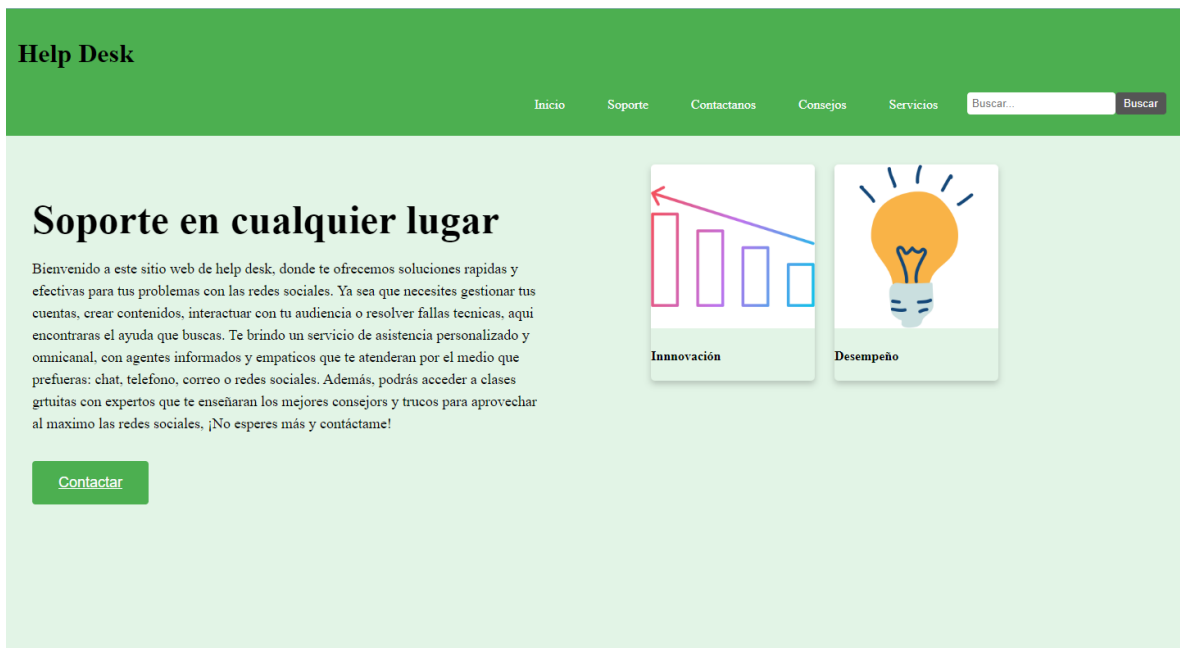 Help Desk
Inicio Soporte Contactanos Consejos Servicios Buscar... Buscar
Soporte en cualquier lugar
Bienvenido a este sitio web de help desk, donde te ofrecemos soluciones rapidas y
efectivas para tus problemas con las redes sociales. Ya sea que necesites gestionar tus
cuentas, crear contenidos, interactuar con tu audiencia o resolver fallas tecnicas, aqui
encontraras el ayuda que buscas. Te brindo un servicio de asistencia personalizado y
omnicanal, con agentes informados y empaticos que te atenderan por el medio que
prefueras: chat, telefono, correo o redes sociales. Además, podrás acceder a clases
grtuitas con expertos que te enseñaran los mejores consejors y trucos para aprovechar
al maximo las redes sociales, ¡No esperes más y contáctame!
Contactar
Innnovación
Desempeño